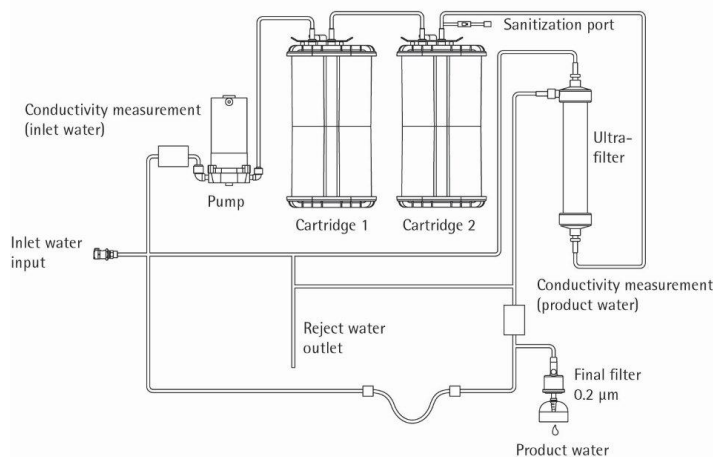 Sanitization port
Conductivity measurement
(inlet water)
Ultra-
filter
Pump
Cartridge 1
Cartridge 2
Inlet water
input
Conductivity measurement
(product water)
Reject water
outlet
Final filter
0.2 µm
Product water